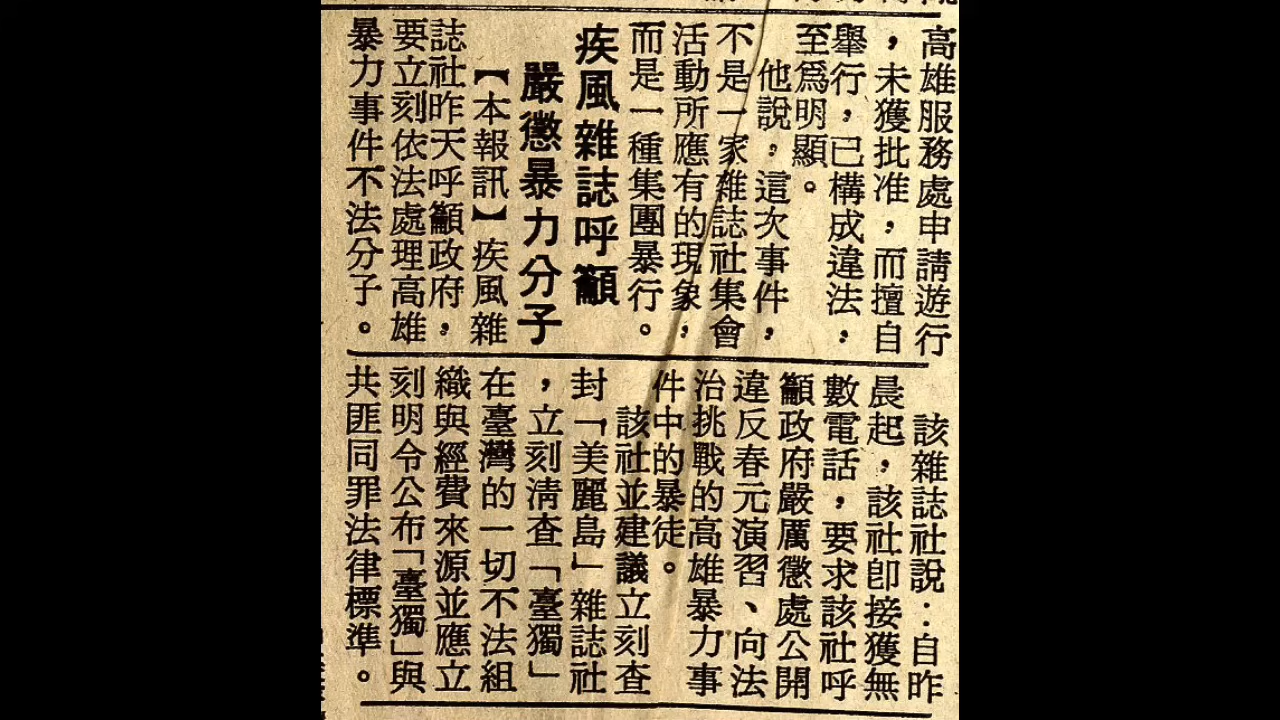 高雄服務處申請遊行
，未獲批准，而擅自
舉行，已構成違法，
至爲明顯。
他說，這次事件，
不是一家雜誌社集會
活動所應有的現象，
而是一種集團暴行。
疾風雜誌呼籲
嚴懲暴力分子
【本報訊】疾風雜
誌社昨天呼籲政府，
要立刻依法處理高雄
暴力事件不法分子。
該雜誌社說：自昨
晨起，該社卽接獲無
數電話，要求該社呼
籲政府嚴厲懲處公開
違反春元演習、向法
治挑戰的高雄暴力事
件中的暴徒。
該社並建議立刻查
封「美麗島」雜誌社
，立刻淸查「臺獨」
在臺灣的一切不法組
織與經費來源並應立
刻明令公布「臺獨」與
共匪同罪法律標準。